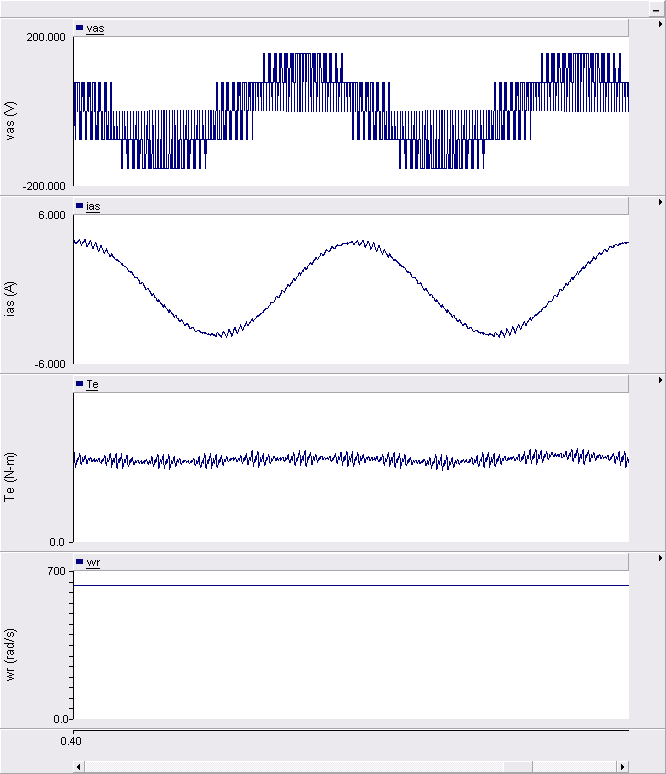 vas
200.000
vas (V)
-200.000
ias
6.000
ias (A)
-6.000
Te
Te (N-m)
0.0
wr
700
wr (rad/s)
0.0
0.40